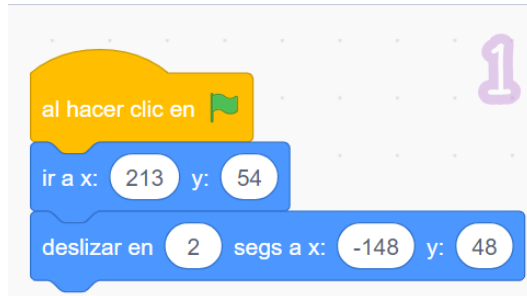 1
al hacer clic en
ir a x: 213 y: 54
deslizar en 2 segs a x: -148 y: 48